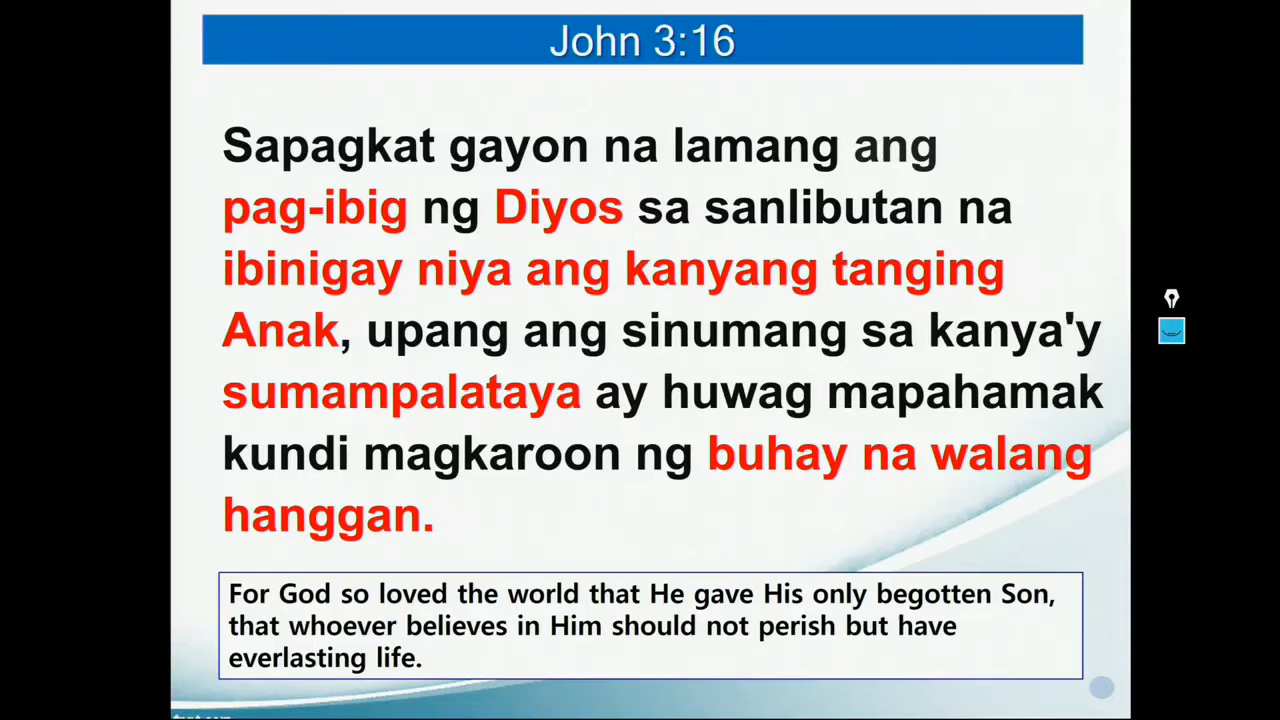 John 3:16
Sapagkat gayon na lamang ang
pag-ibig ng Diyos sa sanlibutan na
ibinigay niya ang kanyang tanging
Anak, upang ang sinumang sa kanya'y
sumampalataya ay huwag mapahamak
kundi magkaroon ng buhay na walang
hanggan.
For God so loved the world that He gave His only begotten Son,
that whoever believes in Him should not perish but have
everlasting life.